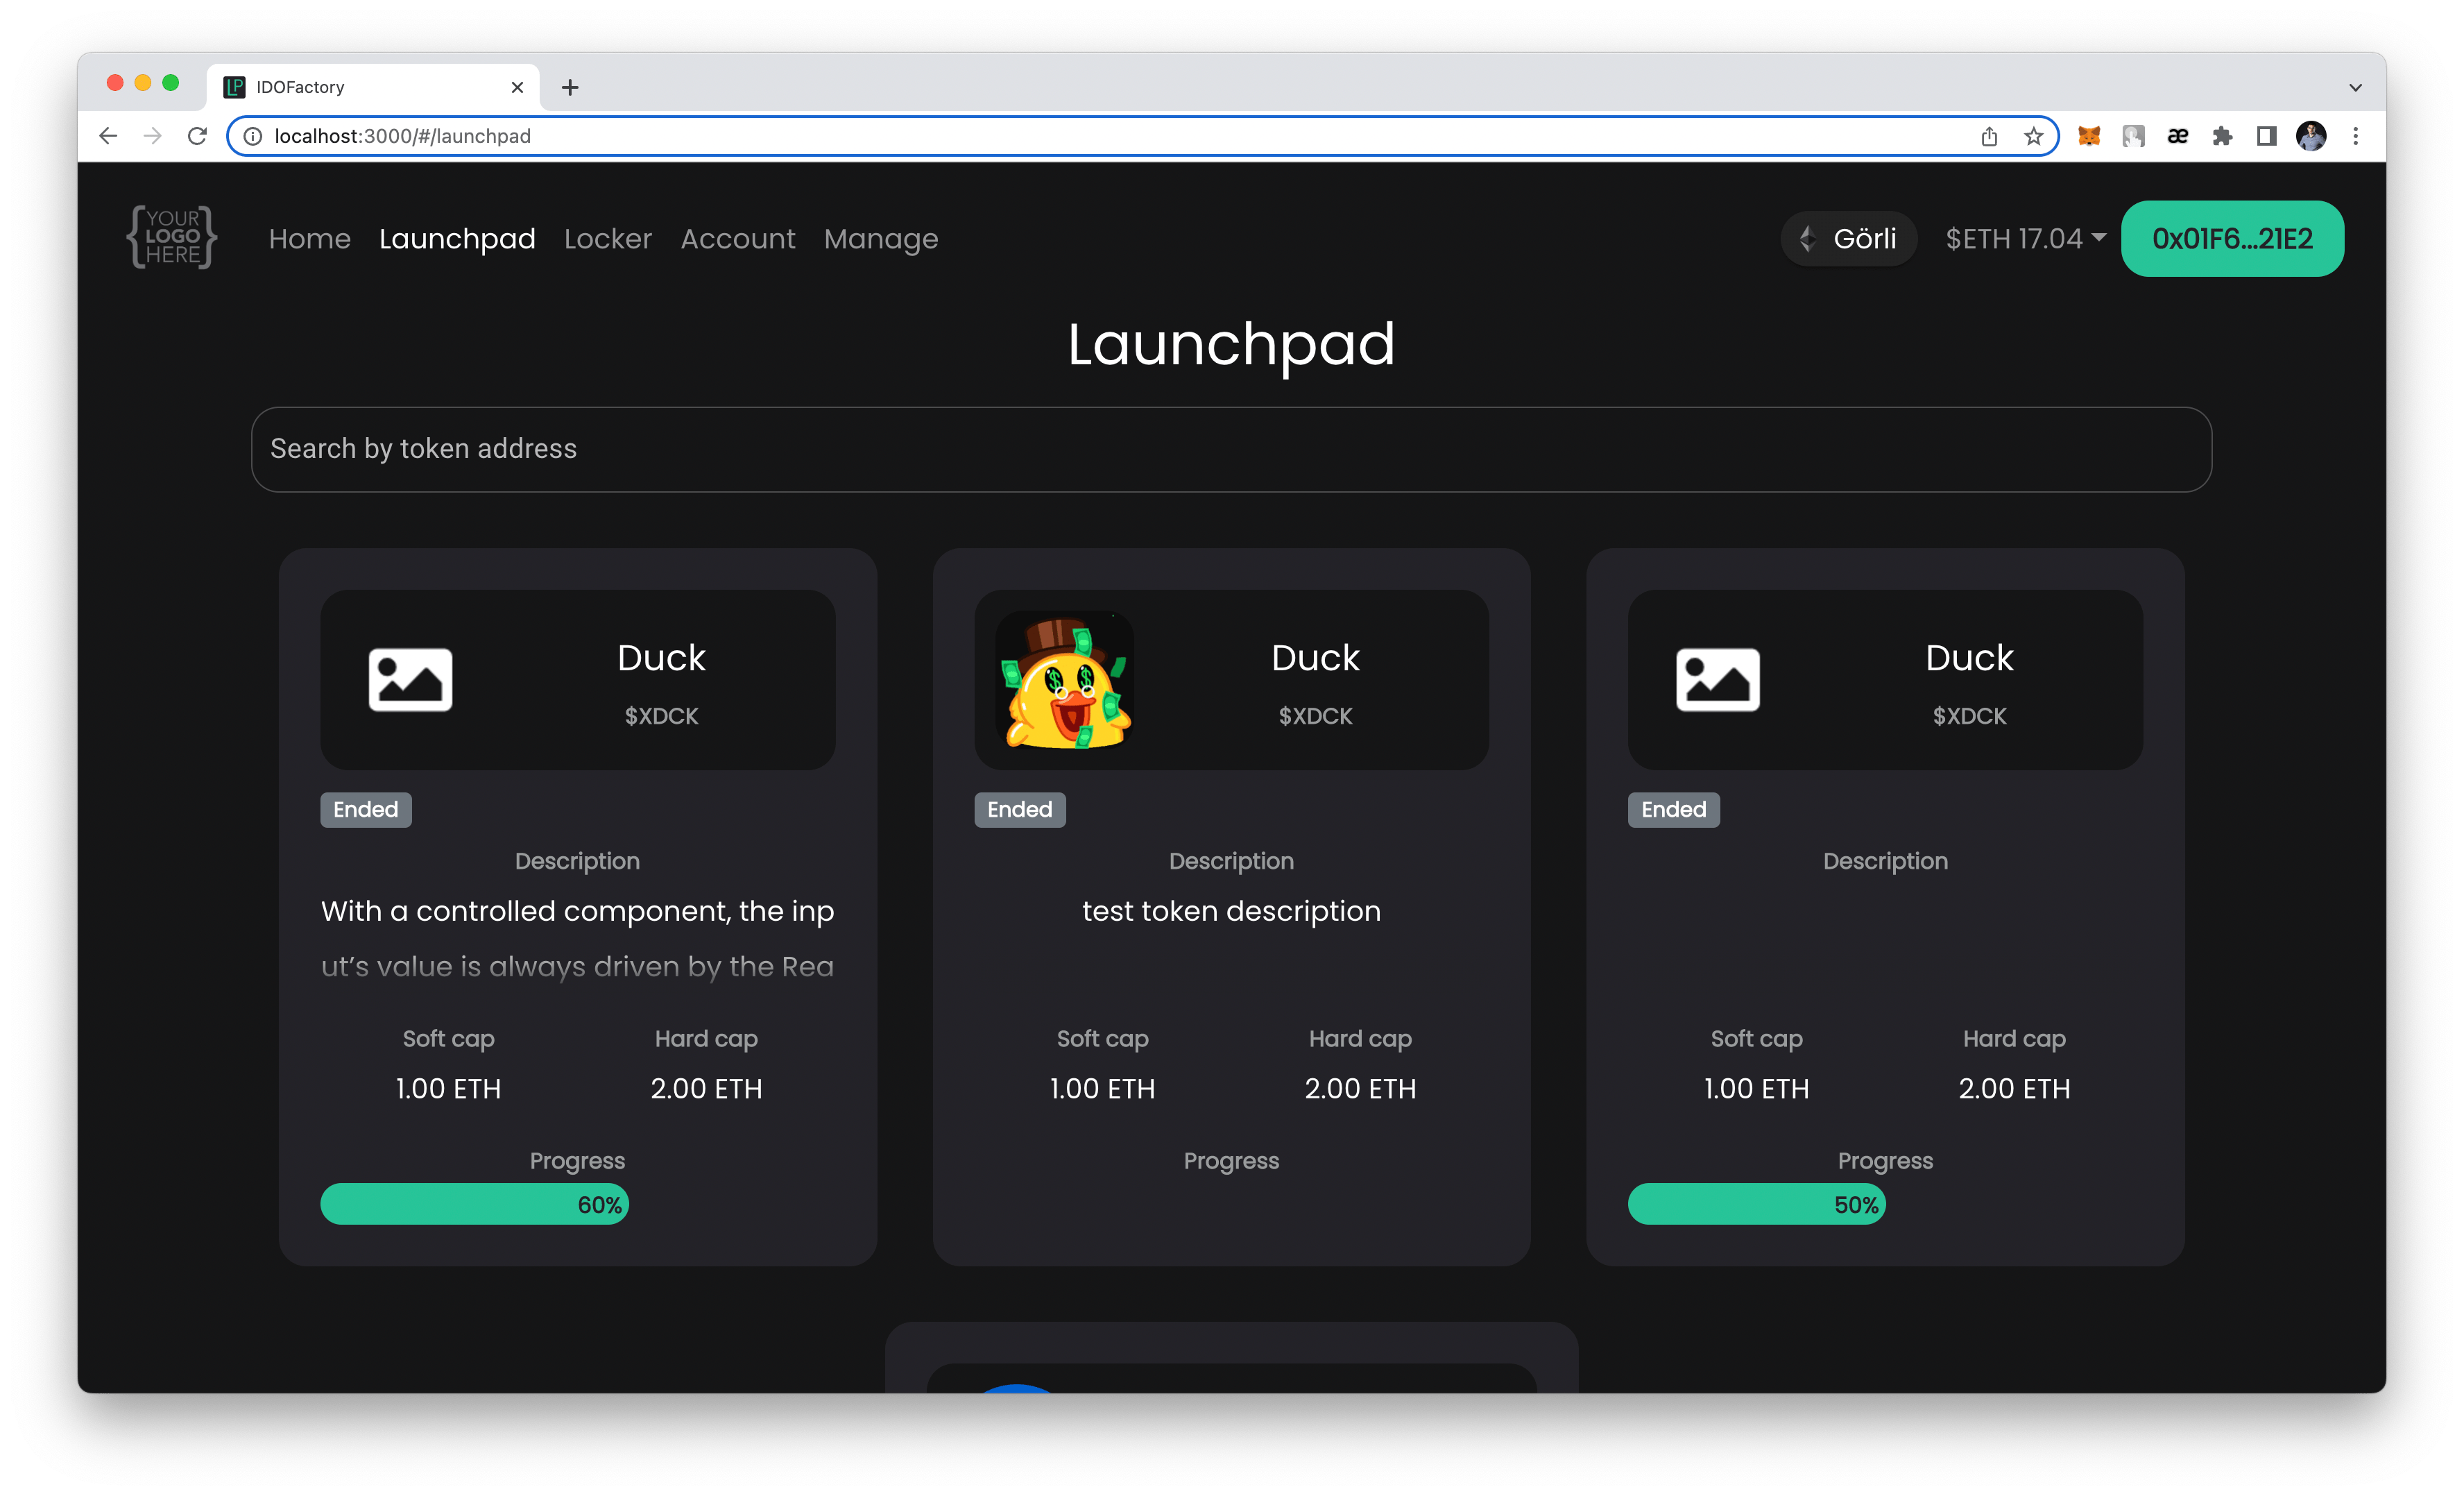 IDOFactory
localhost:3000/#/launchpad
æ
{YOUR
LOGO
HERE}
Home Launchpad Locker Account Manage
Görli $ETH 17.04 0x01F6...21E2
Launchpad
Search by token address
Duck
$XDCK
Ended
Description
With a controlled component, the inp
ut’s value is always driven by the Rea
Soft cap Hard cap
1.00 ETH 2.00 ETH
Progress
60%
Duck
$XDCK
Ended
Description
test token description
Soft cap Hard cap
1.00 ETH 2.00 ETH
Progress
Duck
$XDCK
Ended
Description
Soft cap Hard cap
1.00 ETH 2.00 ETH
Progress
50%